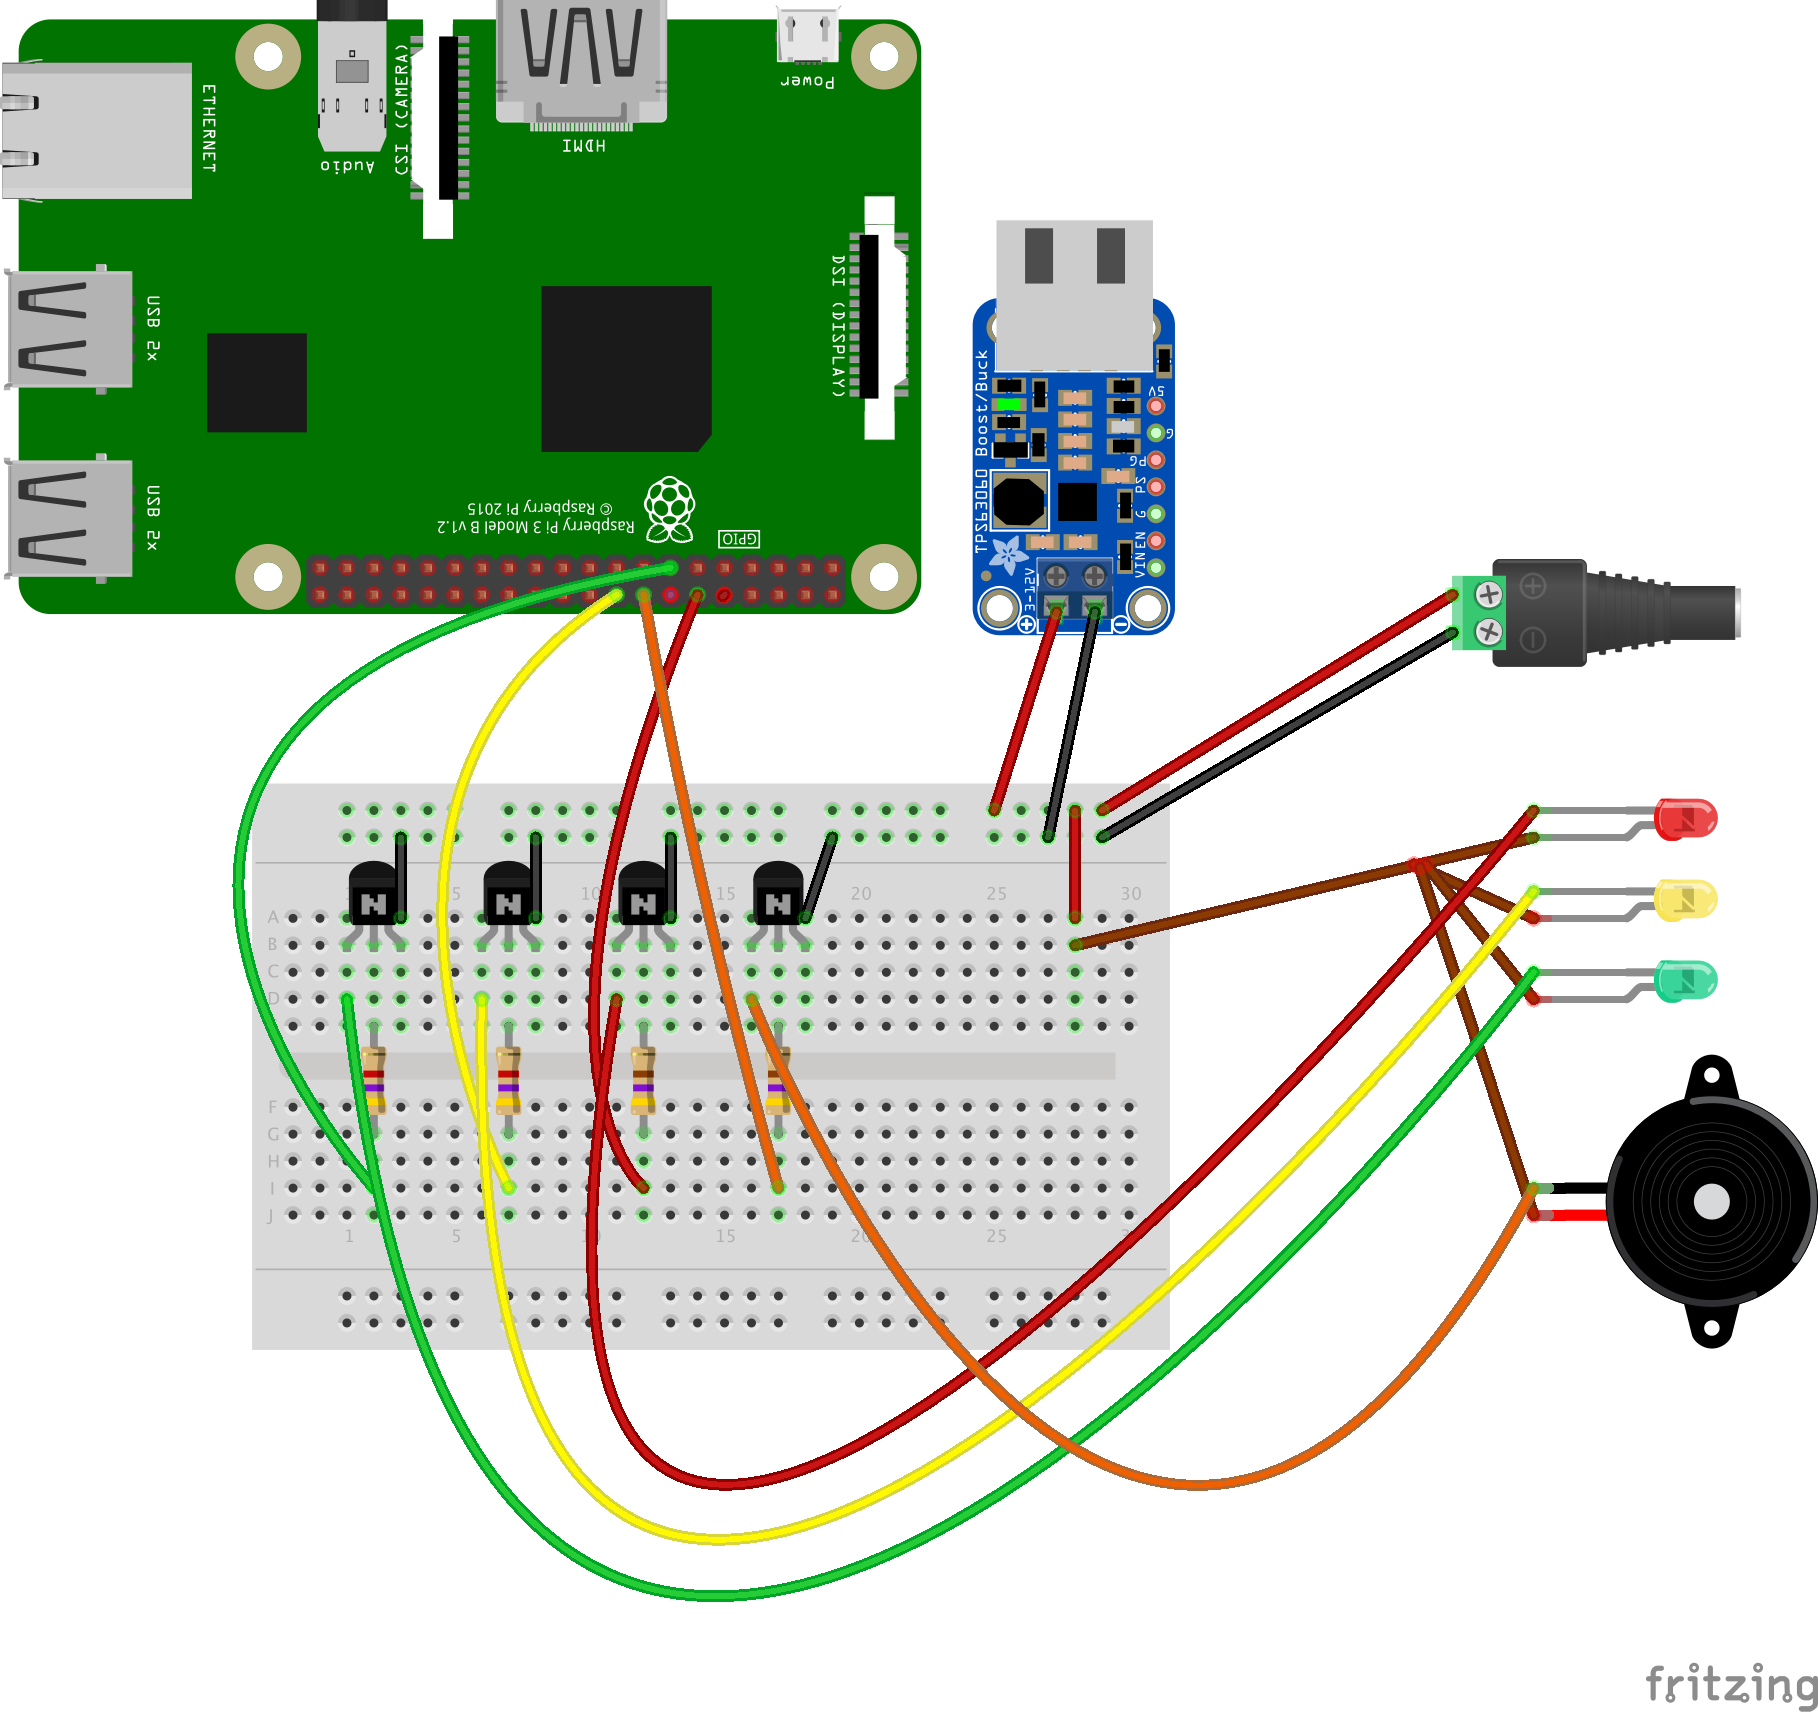 ETHERNET
Audio
CSI (CAMERA)
HDMI
Power
DSI (DISPLAY)
USB 2x
USB 2x
© Raspberry Pi 2015
Raspberry Pi 3 Model B v1.2
GPIO
TPS63060 Boost/Buck
5V
G
PG
PS
G
EN
VIN
3-12V
+
-
+
-
5 10 15 20 25 30
A
B
C
D
F
G
H
I
J
1 5 10 15 20 25
N
N
N
N
fritzing